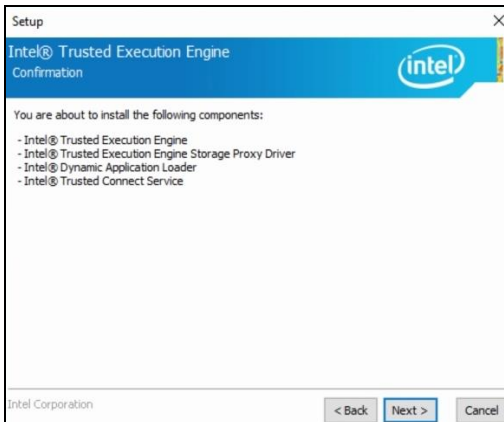 Setup
Intel® Trusted Execution Engine
Confirmation
intel
You are about to install the following components:
- Intel® Trusted Execution Engine
- Intel® Trusted Execution Engine Storage Proxy Driver
- Intel® Dynamic Application Loader
- Intel® Trusted Connect Service
Intel Corporation
< Back
Next >
Cancel